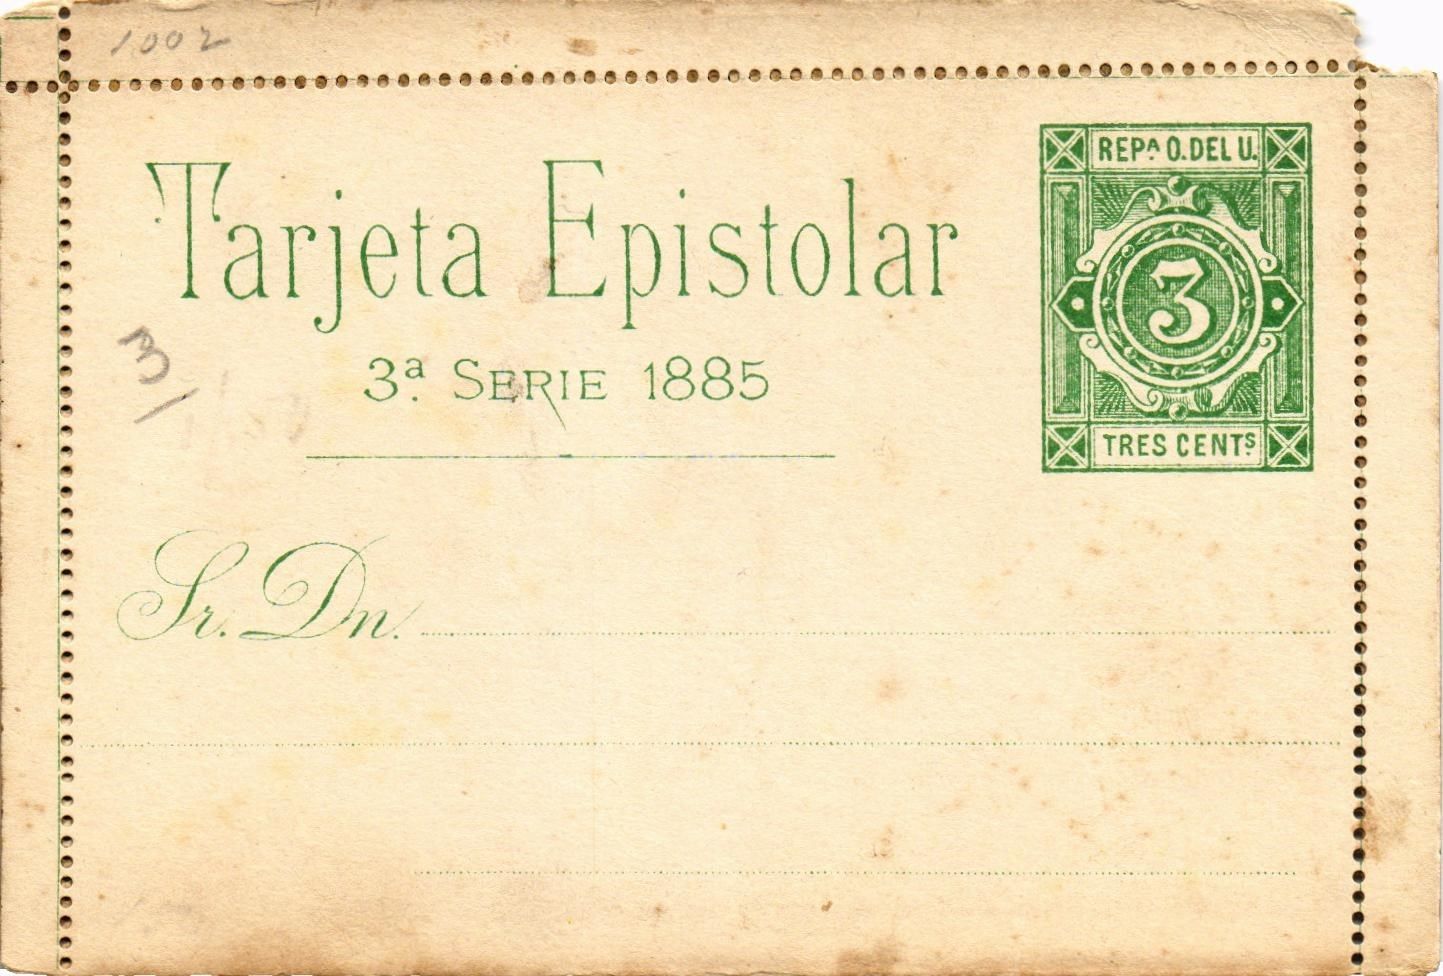 1002
REPA O. DEL U.
Tarjeta Epistolar
3
3ª SERIE 1885
3
TRES CENTS
Sr. Dn.